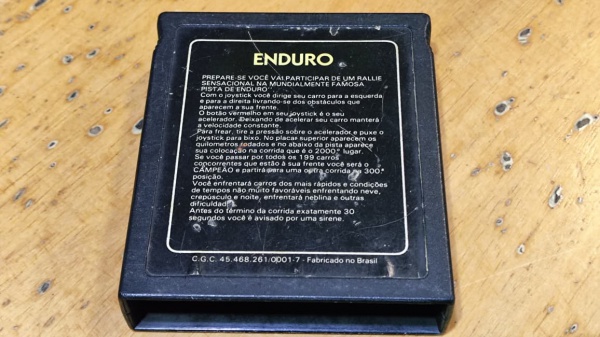 ENDURO
PREPARE-SE VOCÊ VAI PARTICIPAR DE UM RALLIE
SENSACIONAL NA MUNDIALMENTE FAMOSA
PISTA DE ENDURO
Com o joystick você dirige seu carro para a esquerda
e para a direita livrando-se dos obstáculos que
aparecem a sua frente.
O botão vermelho em seu joystick é o seu
acelerador. Deixando de acelerar seu carro manterá
a velocidade constante.
Para frear, tire a pressão sobre o acelerador e puxe o
joystick para bixo. No placar superior aparecem os
quilometros rodados e no abaixo da pista aparece
sua colocação na corrida que é o 2000.º lugar.
Se você passar por todos os 199 carros
concorrentes que estão à sua frente você será o
CAMPEÃO e partirá para uma outra corrida na 300.ª
posição.
Você enfrentará carros dos mais rápidos e condições
de tempos não muito favoráveis enfrentando neve,
crepúsculo e noite, enfrentará neblina e outras
dificuldad
Antes do término da corrida exatamente 30
segundos você é avisado por uma sirene.
C.G.C. 45.468.261/0001-7 - Fabricado no Brasil